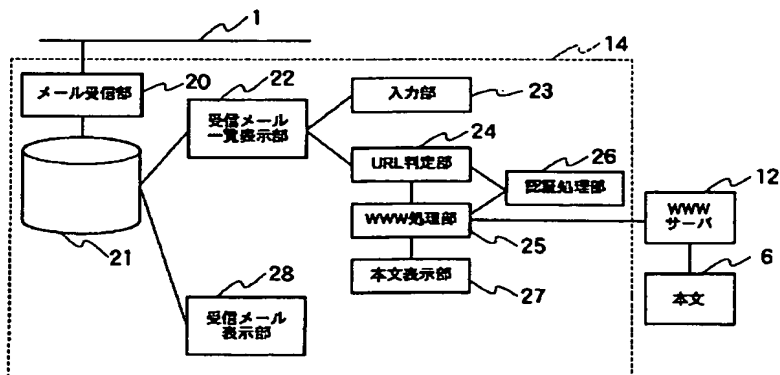 1
14
メール受信部
20
22
受信メール
一覧表示部
入力部
23
24
URL判定部
26
認証処理部
12
WWW
サーバ
WWW処理部
25
21
6
本文
本文表示部
27
28
受信メール
表示部